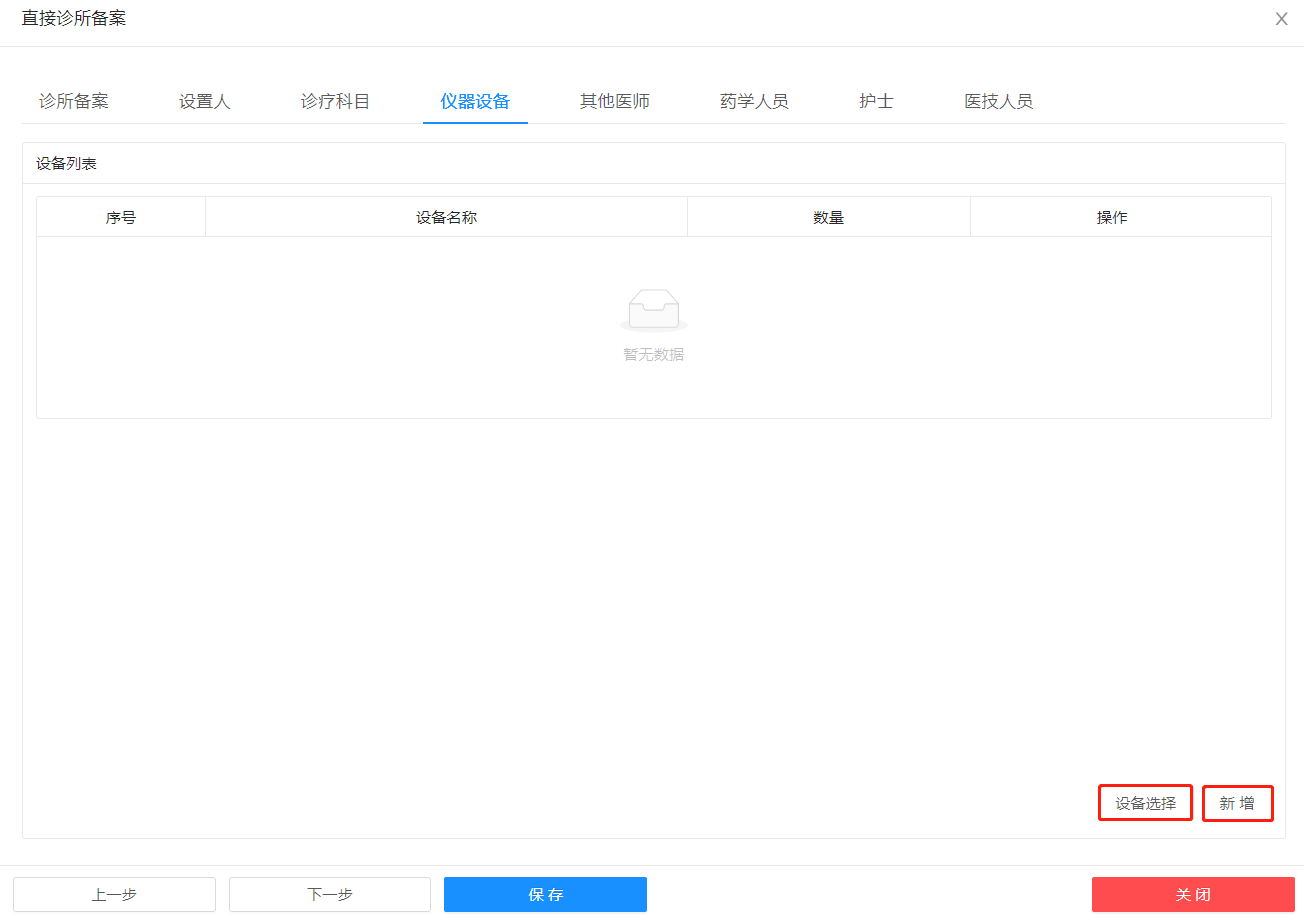 直接诊所备案
诊所备案 设置人 诊疗科目 仪器设备 其他医师 药学人员 护士 医技人员
设备列表
序号 设备名称 数量 操作
暂无数据
设备选择 新增
上一步 下一步 保存 关闭